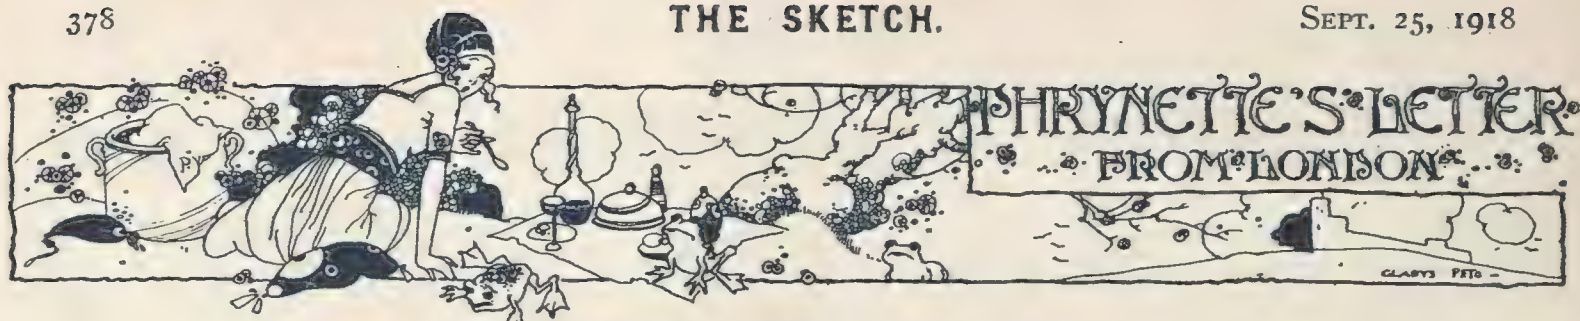 378
THE SKETCH.
SEPT. 25, 1918
PHRYNETTE'S LETTER
FROM LONDON
P
GLADYS PETO -